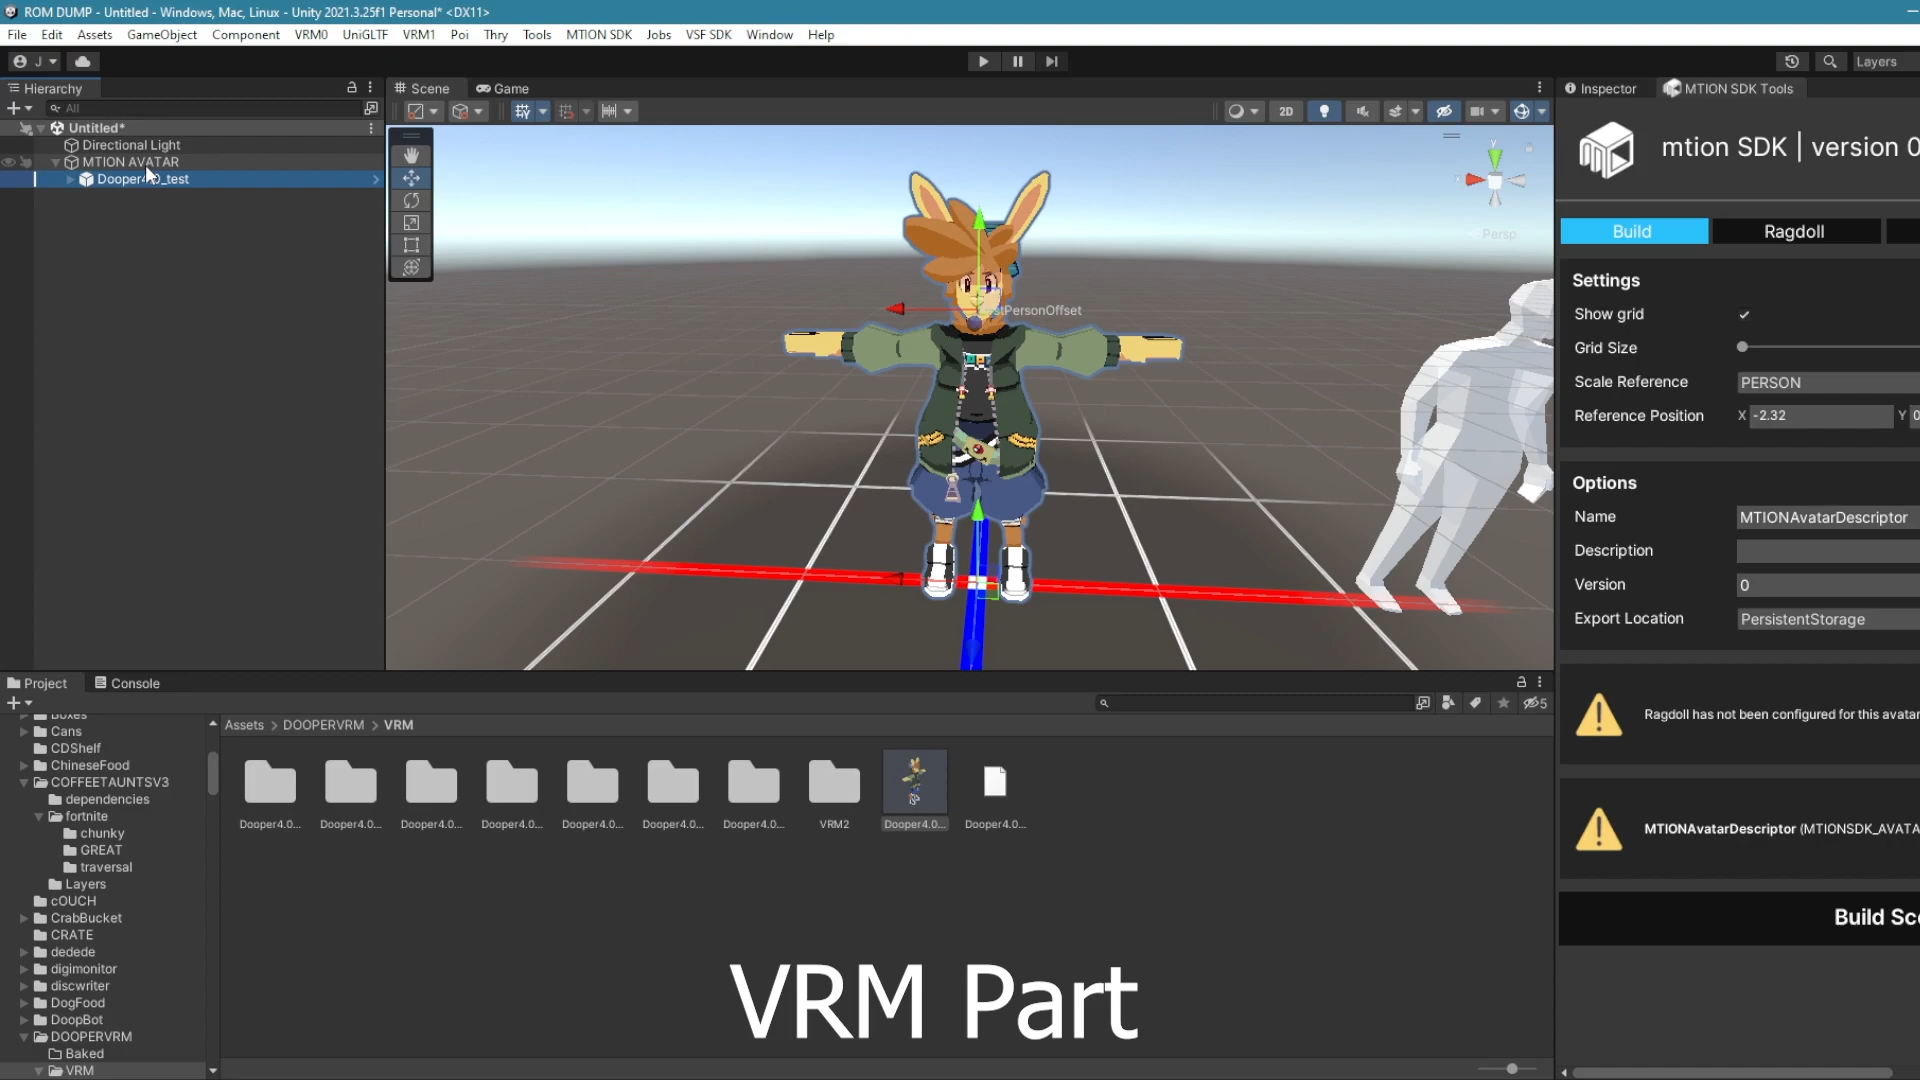 ROM DUMP - Untitled - Windows, Mac, Linux - Unity 2021.3.25f1 Personal* <DX11>
File Edit Assets GameObject Component VRM0 UniGLTF VRM1 Poi Thry Tools MTION SDK Jobs VSF SDK Window Help
J Layers
Hierarchy Scene Game Inspector MTION SDK Tools
All 2D
Untitled*
Directional Light
MTION AVATAR
Persp
mtion SDK | version 0
Build Ragdoll
Settings
Show grid
Grid Size
Scale Reference PERSON
Reference Position X -2.32 Y 0
Options
Name MTIONAvatarDescriptor
Description
Version 0
Export Location PersistentStorage
Ragdoll has not been configured for this avatar
MTIONAvatarDescriptor (MTIONSDK_AVATA
Build Sc
Project Console
5
Assets > DOOPERVRM > VRM
Boxes
Cans
CDShelf
ChineseFood
COFFEETAUNTSV3
dependencies
fortnite
chunky
GREAT
traversal
Layers
cOUCH
CrabBucket
CRATE
dedede
digimonitor
discwriter
DogFood
DoopBot
DOOPERVRM
Baked
VRM
Dooper4.0... Dooper4.0... Dooper4.0... Dooper4.0... Dooper4.0... Dooper4.0... Dooper4.0... VRM2 Dooper4.0... Dooper4.0...
VRM Part